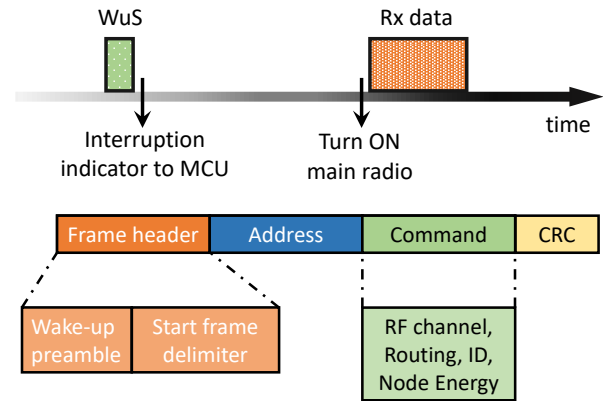 WuS
Rx data
time
Interruption
indicator to MCU
Turn ON
main radio
Frame header
Address
Command
CRC
Wake-up
preamble
Start frame
delimiter
RF channel,
Routing, ID,
Node Energy